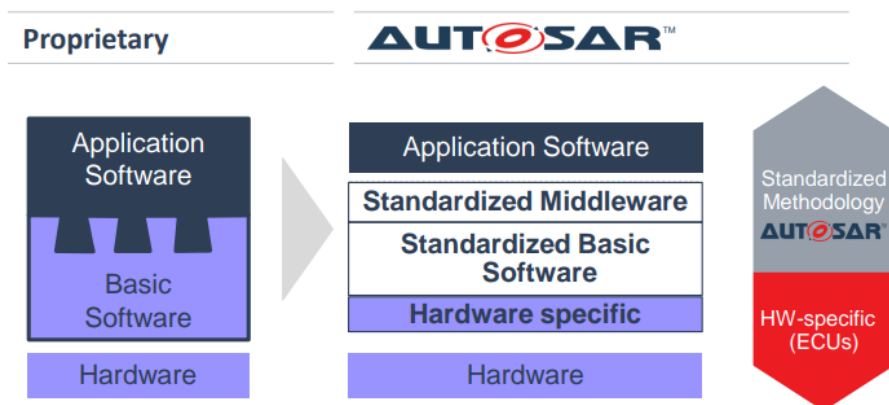 Proprietary
AUTOSAR™
Application
Software
Basic
Software
Hardware
Application Software
Standardized Middleware
Standardized Basic
Software
Hardware specific
Hardware
Standardized
Methodology
AUTOSAR™
HW-specific
(ECUs)